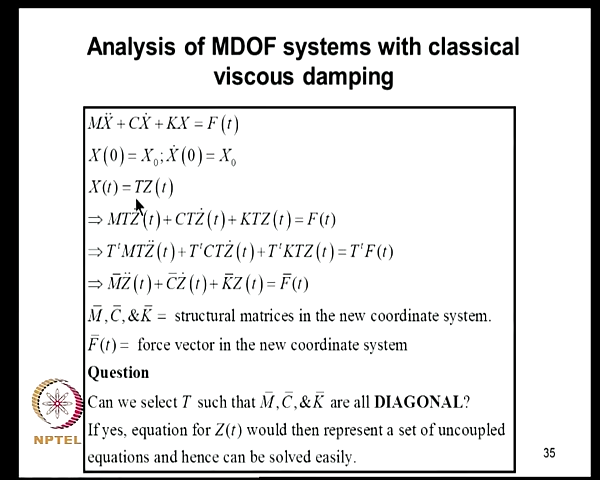 Analysis of MDOF systems with classical
viscous damping
MẌ + CẊ + KX = F(t)
X(0) = X₀; Ẋ(0) = X₀
X(t) = TZ(t)
⇒ MTZ̈(t) + CTŻ(t) + KTZ(t) = F(t)
⇒ TᵗMTZ̈(t) + TᵗCTŻ(t) + TᵗKTZ(t) = TᵗF(t)
⇒ M̄Z̈(t) + C̄Ż(t) + K̄Z(t) = F̄(t)
M̄, C̄, & K̄ = structural matrices in the new coordinate system.
F̄(t) = force vector in the new coordinate system
Question
Can we select T such that M̄, C̄, & K̄ are all DIAGONAL?
If yes, equation for Z(t) would then represent a set of uncoupled
equations and hence can be solved easily.
NPTEL
35